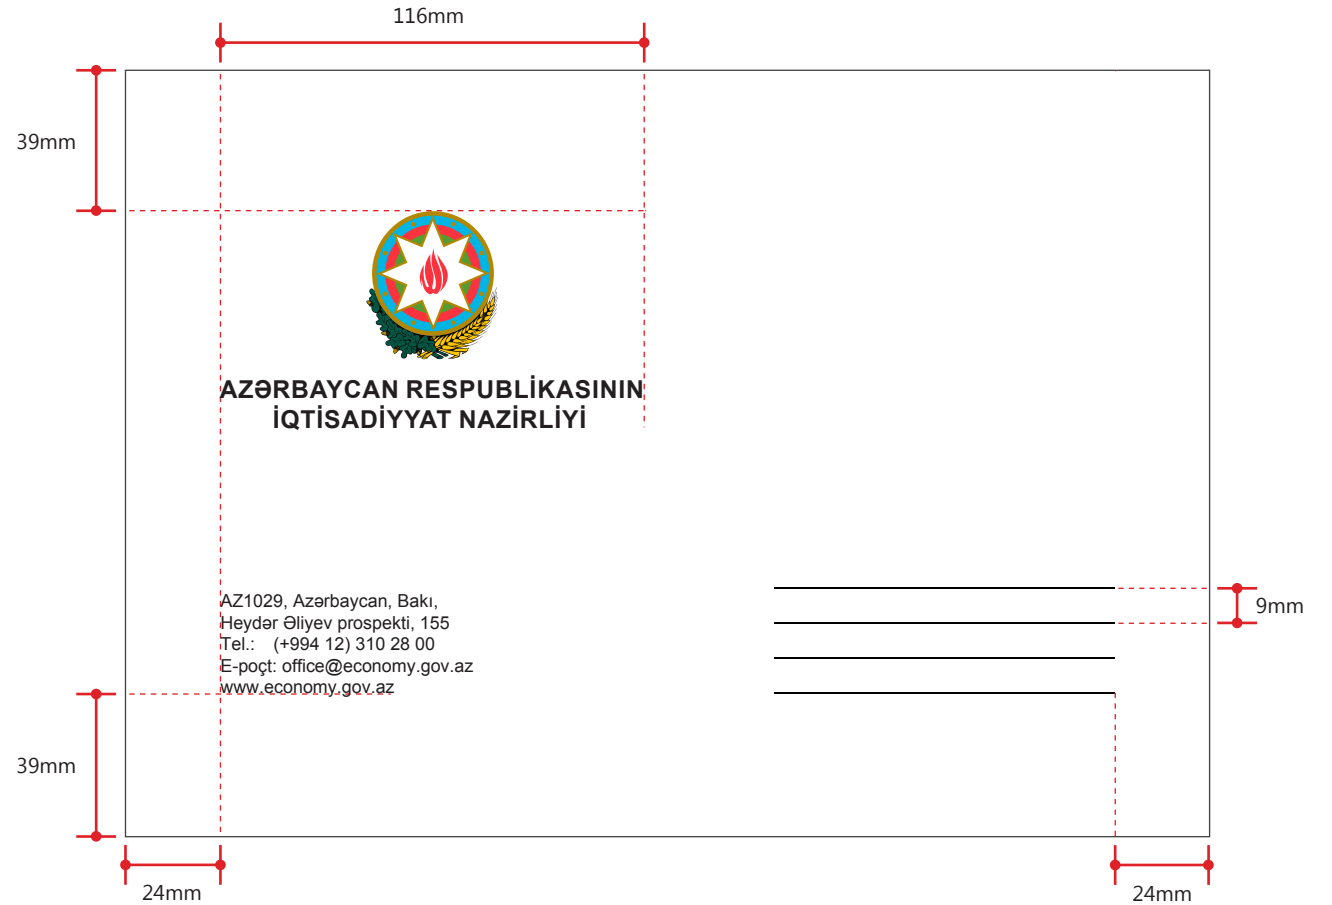 116mm
39mm
AZƏRBAYCAN RESPUBLİKASININ
İQTİSADİYYAT NAZİRLİYİ
AZ1029, Azərbaycan, Bakı,
Heydər Əliyev prospekti, 155
Tel.: (+994 12) 310 28 00
E-poçt: office@economy.gov.az
www.economy.gov.az
9mm
39mm
24mm
24mm